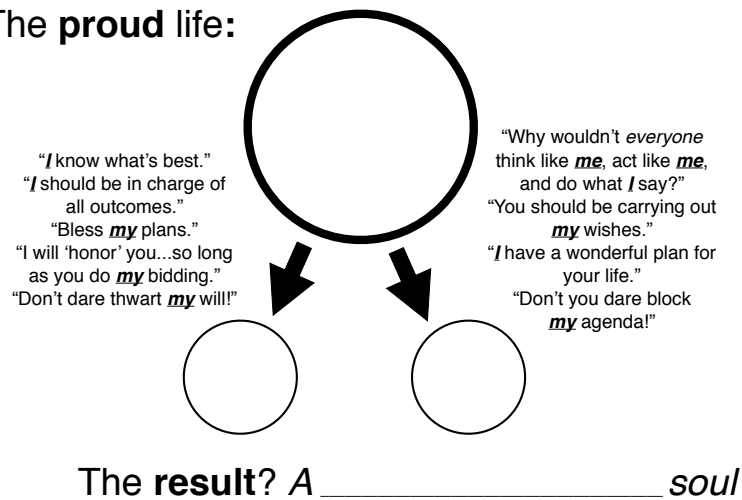 The proud life:
“I know what’s best.”
“I should be in charge of
all outcomes.”
“Bless my plans.”
“I will ‘honor’ you...so long
as you do my bidding.”
“Don’t dare thwart my will!”
“Why wouldn’t everyone
think like me, act like me,
and do what I say?”
“You should be carrying out
my wishes.”
“I have a wonderful plan for
your life.”
“Don’t you dare block
my agenda!”
The result? A ____________________ soul